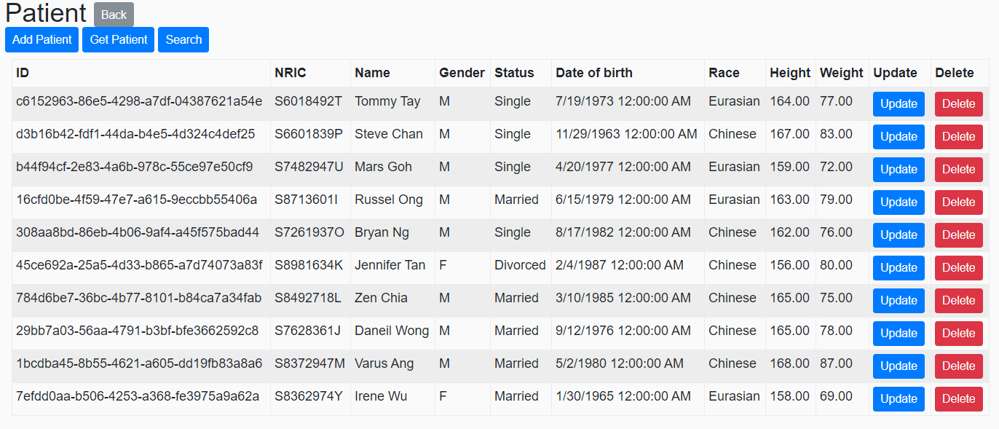 Patient Back
Add Patient Get Patient Search
ID NRIC Name Gender Status Date of birth Race Height Weight Update Delete
c6152963-86e5-4298-a7df-04387621a54e S6018492T Tommy Tay M Single 7/19/1973 12:00:00 AM Eurasian 164.00 77.00 Update Delete
d3b16b42-fdf1-44da-b4e5-4d324c4def25 S6601839P Steve Chan M Single 11/29/1963 12:00:00 AM Chinese 167.00 83.00 Update Delete
b44f94cf-2e83-4a6b-978c-55ce97e50cf9 S7482947U Mars Goh M Single 4/20/1977 12:00:00 AM Eurasian 159.00 72.00 Update Delete
16cfd0be-4f59-47e7-a615-9eccbb55406a S8713601I Russel Ong M Married 6/15/1979 12:00:00 AM Eurasian 163.00 79.00 Update Delete
308aa8bd-86eb-4b06-9af4-a45f575bad44 S7261937O Bryan Ng M Single 8/17/1982 12:00:00 AM Chinese 162.00 76.00 Update Delete
45ce692a-25a5-4d33-b865-a7d74073a83f S8981634K Jennifer Tan F Divorced 2/4/1987 12:00:00 AM Chinese 156.00 80.00 Update Delete
784d6be7-36bc-4b77-8101-b84ca7a34fab S8492718L Zen Chia M Married 3/10/1985 12:00:00 AM Chinese 165.00 75.00 Update Delete
29bb7a03-56aa-4791-b3bf-bfe3662592c8 S7628361J Daneil Wong M Married 9/12/1976 12:00:00 AM Chinese 165.00 78.00 Update Delete
1bcdba45-8b55-4621-a605-dd19fb83a8a6 S8372947M Varus Ang M Married 5/2/1980 12:00:00 AM Chinese 168.00 87.00 Update Delete
7efdd0aa-b506-4253-a368-fe3975a9a62a S8362974Y Irene Wu F Married 1/30/1965 12:00:00 AM Eurasian 158.00 69.00 Update Delete